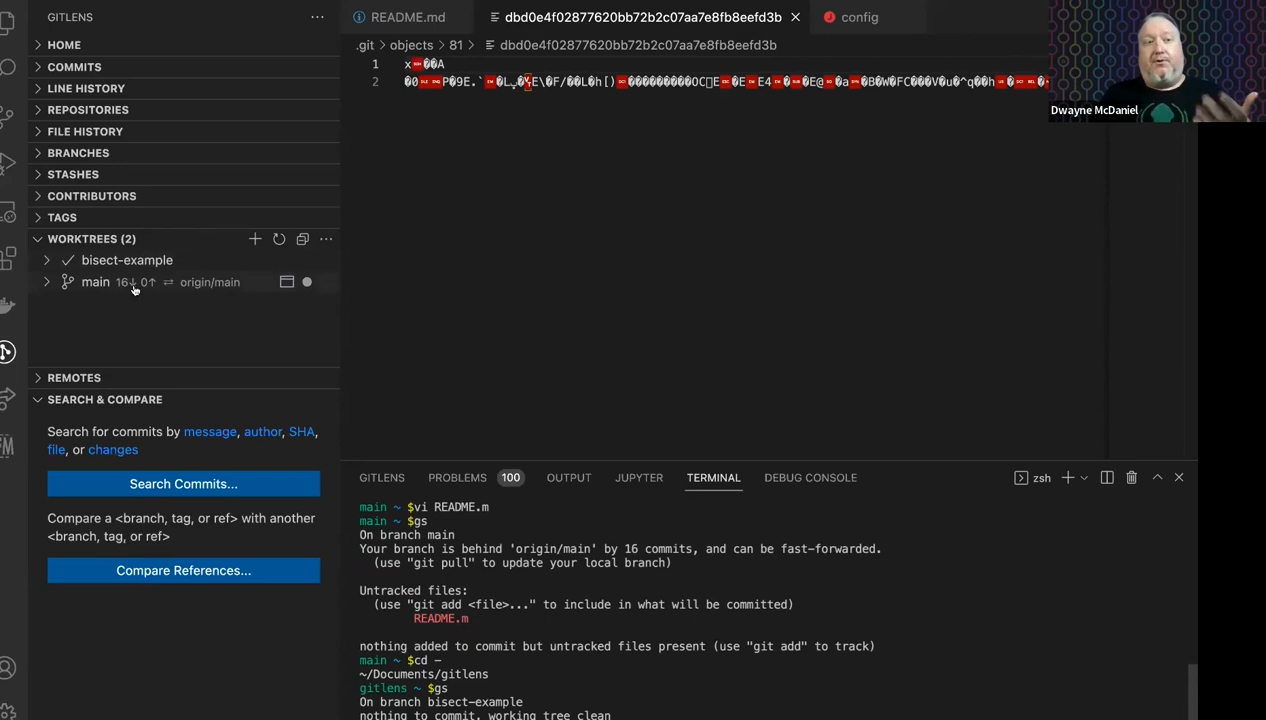 GITLENS
HOME
COMMITS
LINE HISTORY
REPOSITORIES
FILE HISTORY
BRANCHES
STASHES
CONTRIBUTORS
TAGS
WORKTREES (2)
bisect-example
main 16↓ 0↑ ⇄ origin/main
REMOTES
SEARCH & COMPARE
Search for commits by message, author, SHA,
file, or changes
Search Commits...
Compare a <branch, tag, or ref> with another
<branch, tag, or ref>
Compare References...
README.md
dbd0e4f02877620bb72b2c07aa7e8fb8eefd3b
config
.git > objects > 81 > dbd0e4f02877620bb72b2c07aa7e8fb8eefd3b
1
2
Dwayne McDaniel
GITLENS PROBLEMS 100 OUTPUT JUPYTER TERMINAL DEBUG CONSOLE
zsh
main ~ $vi README.m
main ~ $gs
On branch main
Your branch is behind 'origin/main' by 16 commits, and can be fast-forwarded.
(use "git pull" to update your local branch)
Untracked files:
(use "git add <file>..." to include in what will be committed)
README.m
nothing added to commit but untracked files present (use "git add" to track)
main ~ $cd -
~/Documents/gitlens
gitlens ~ $gs
On branch bisect-example
nothing to commit, working tree clean